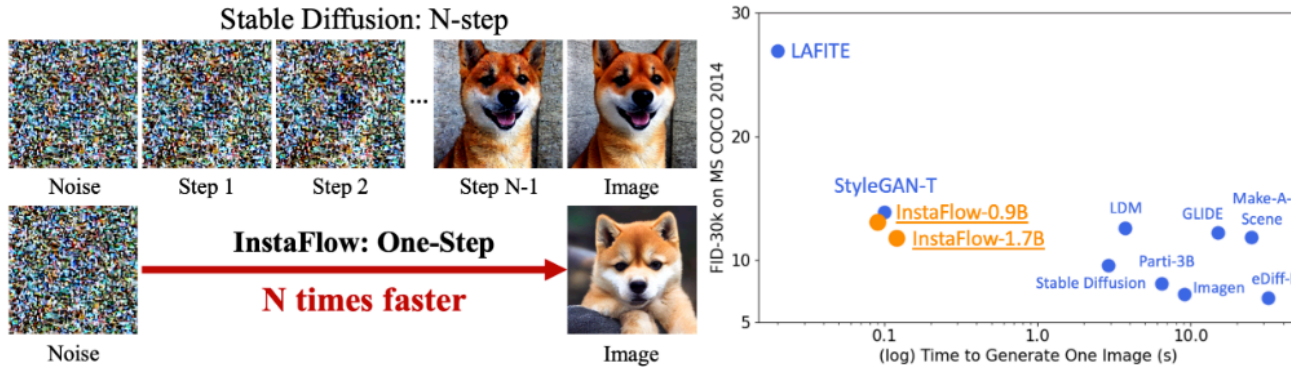 Stable Diffusion: N-step
...
Noise
Step 1
Step 2
Step N-1
Image
InstaFlow: One-Step
N times faster
Noise
Image
30
20
10
5
FID-30k on MS COCO 2014
LAFITE
StyleGAN-T
InstaFlow-0.9B
InstaFlow-1.7B
LDM
GLIDE
Make-A-
Scene
Stable Diffusion
Parti-3B
Imagen
eDiff-
0.1
1.0
10.0
(log) Time to Generate One Image (s)